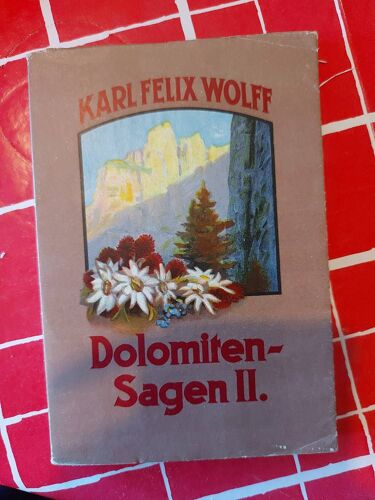 KARL FELIX WOLFF
Dolomiten-
Sagen II.